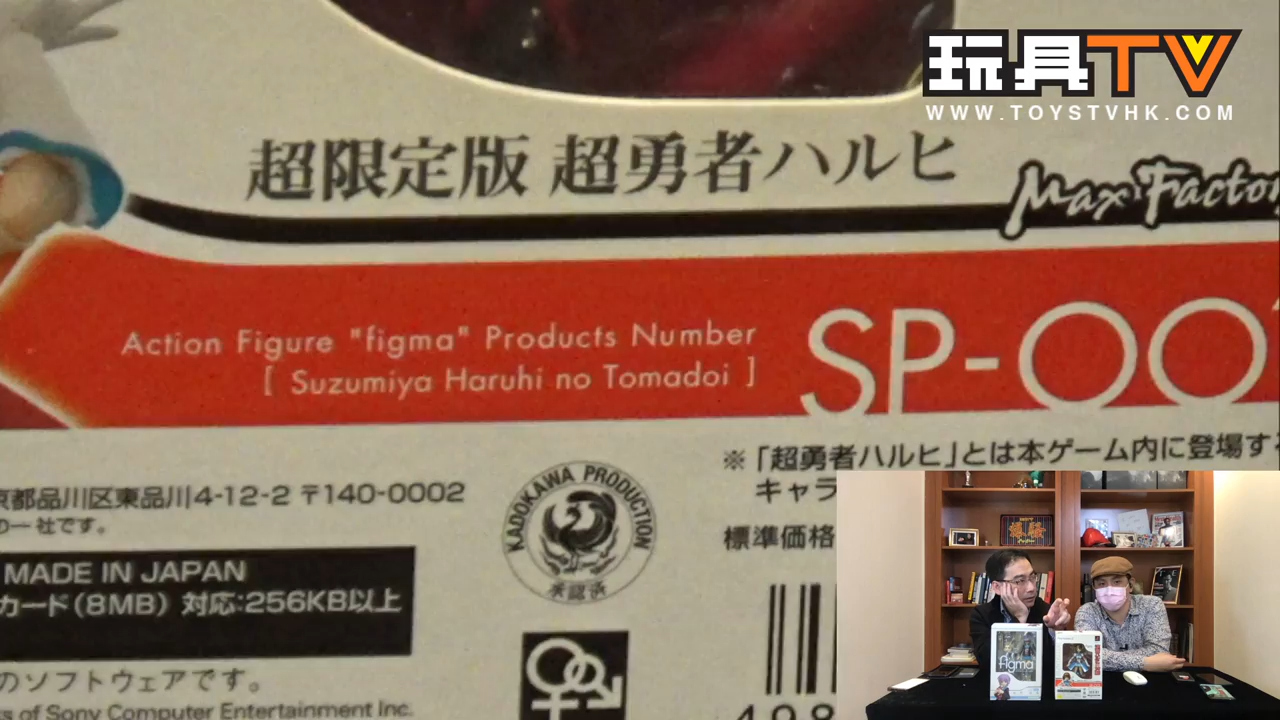 玩具TV
WWW.TOYSTVHK.COM
超限定版 超勇者ハルヒ
Max Factor
Action Figure "figma" Products Number
[ Suzumiya Haruhi no Tomadoi ]
SP-00
※「超勇者ハルヒ」とは本ゲーム内に登場す
キャラ
標準価格
京都品川区東品川4-12-2 〒140-0002
の一社です。
KADOKAWA PRODUCTION
承認済
MADE IN JAPAN
カード(8MB) 対応:256KB以上
のソフトウェアです。
s of Sony Computer Entertainment Inc.
498
figma